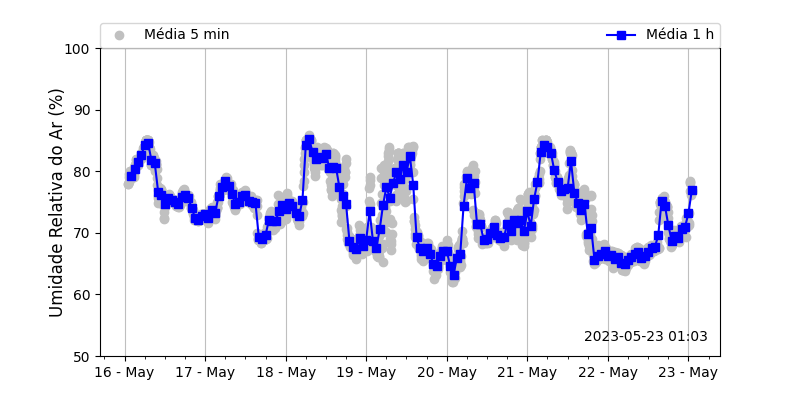 Média 5 min
Média 1 h
100
90
80
70
60
50
Umidade Relativa do Ar (%)
2023-05-23 01:03
16 - May
17 - May
18 - May
19 - May
20 - May
21 - May
22 - May
23 - May